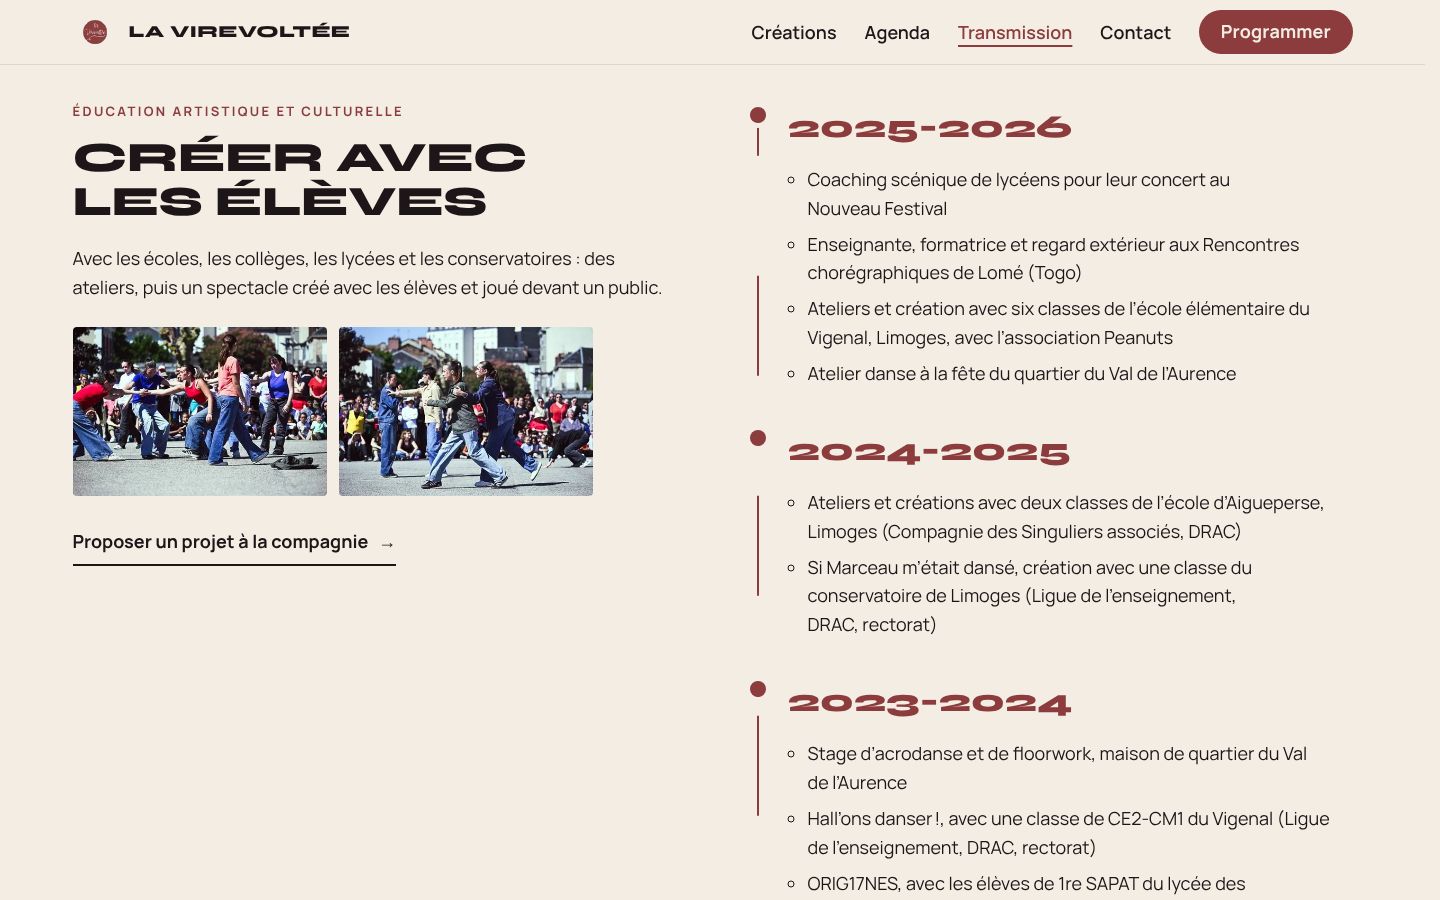 LA VIREVOLTÉE
Créations
Agenda
Transmission
Contact
Programmer
ÉDUCATION ARTISTIQUE ET CULTURELLE
CRÉER AVEC
LES ÉLÈVES
Avec les écoles, les collèges, les lycées et les conservatoires : des
ateliers, puis un spectacle créé avec les élèves et joué devant un public.
Proposer un projet à la compagnie →
2025-2026
Coaching scénique de lycéens pour leur concert au
Nouveau Festival
Enseignante, formatrice et regard extérieur aux Rencontres
chorégraphiques de Lomé (Togo)
Ateliers et création avec six classes de l’école élémentaire du
Vigenal, Limoges, avec l’association Peanuts
Atelier danse à la fête du quartier du Val de l’Aurence
2024-2025
Ateliers et créations avec deux classes de l’école d’Aigueperse,
Limoges (Compagnie des Singuliers associés, DRAC)
Si Marceau m’était dansé, création avec une classe du
conservatoire de Limoges (Ligue de l’enseignement,
DRAC, rectorat)
2023-2024
Stage d’acrodanse et de floorwork, maison de quartier du Val
de l’Aurence
Hall’ons danser !, avec une classe de CE2-CM1 du Vigenal (Ligue
de l’enseignement, DRAC, rectorat)
ORIG17NES, avec les élèves de 1re SAPAT du lycée des